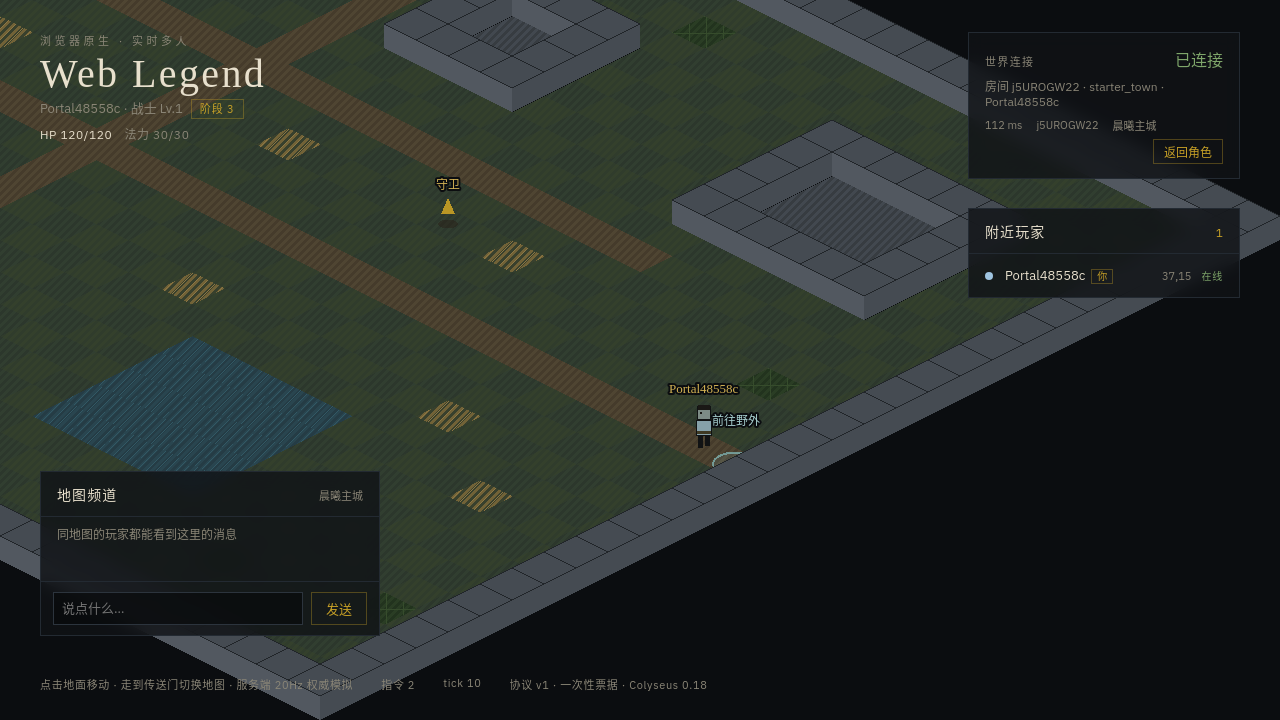 浏览器原生 · 实时多人
Web Legend
Portal48558c · 战士 Lv.1 阶段 3
HP 120/120 法力 30/30
世界连接 已连接
房间 j5UROGW22 · starter_town ·
Portal48558c
112 ms j5UROGW22 晨曦主城
返回角色
附近玩家 1
Portal48558c 你 37,15 在线
守卫
Portal48558c
前往野外
地图频道 晨曦主城
同地图的玩家都能看到这里的消息
说点什么... 发送
点击地面移动 · 走到传送门切换地图 · 服务端 20Hz 权威模拟 指令 2 tick 10 协议 v1 · 一次性票据 · Colyseus 0.18